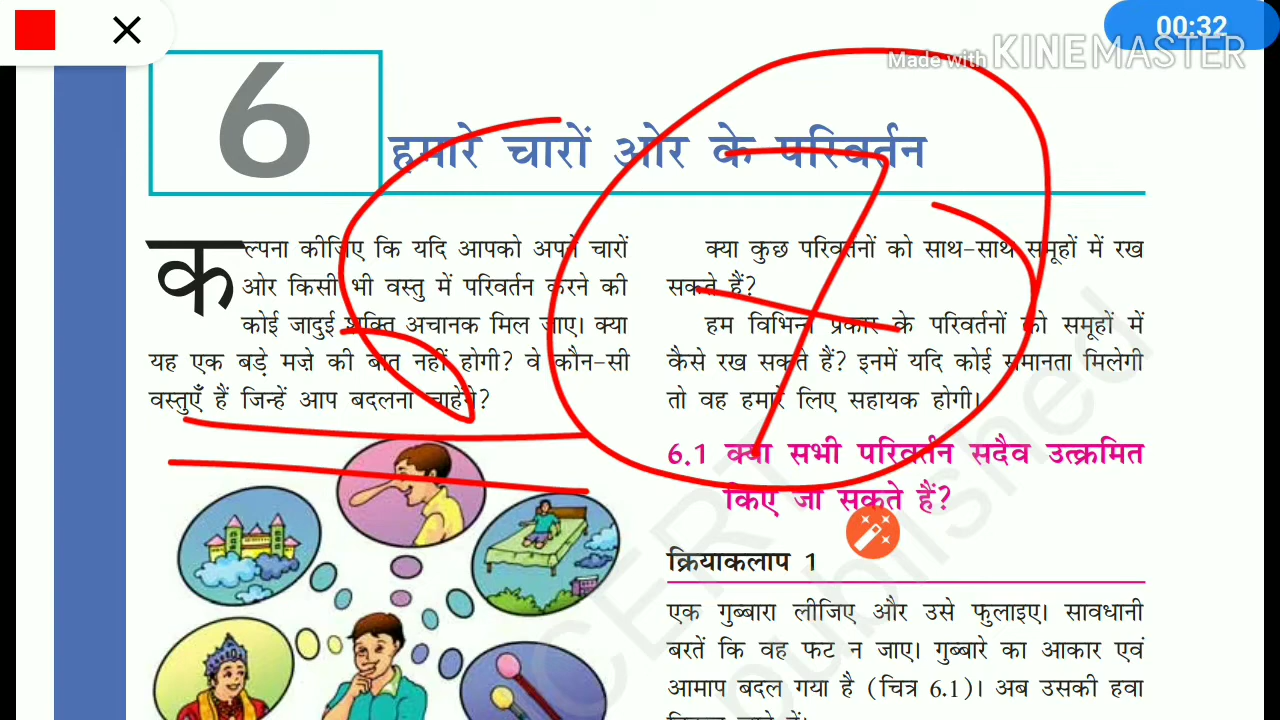 00:32
Made with KINEMASTER
6
हमारे चारों ओर के परिवर्तन
कल्पना कीजिए कि यदि आपको अपने चारों
ओर किसी भी वस्तु में परिवर्तन करने की
कोई जादुई शक्ति अचानक मिल जाए। क्या
यह एक बड़े मज़े की बात नहीं होगी? वे कौन-सी
वस्तुएँ हैं जिन्हें आप बदलना चाहेंगे?
क्या कुछ परिवर्तनों को साथ-साथ समूहों में रख
सकते हैं?
हम विभिन्न प्रकार के परिवर्तनों को समूहों में
कैसे रख सकते हैं? इनमें यदि कोई समानता मिलेगी
तो वह हमारे लिए सहायक होगी।
6.1 क्या सभी परिवर्तन सदैव उत्क्रमित
किए जा सकते हैं?
क्रियाकलाप 1
एक गुब्बारा लीजिए और उसे फुलाइए। सावधानी
बरतें कि वह फट न जाए। गुब्बारे का आकार एवं
आमाप बदल गया है (चित्र 6.1)। अब उसकी हवा